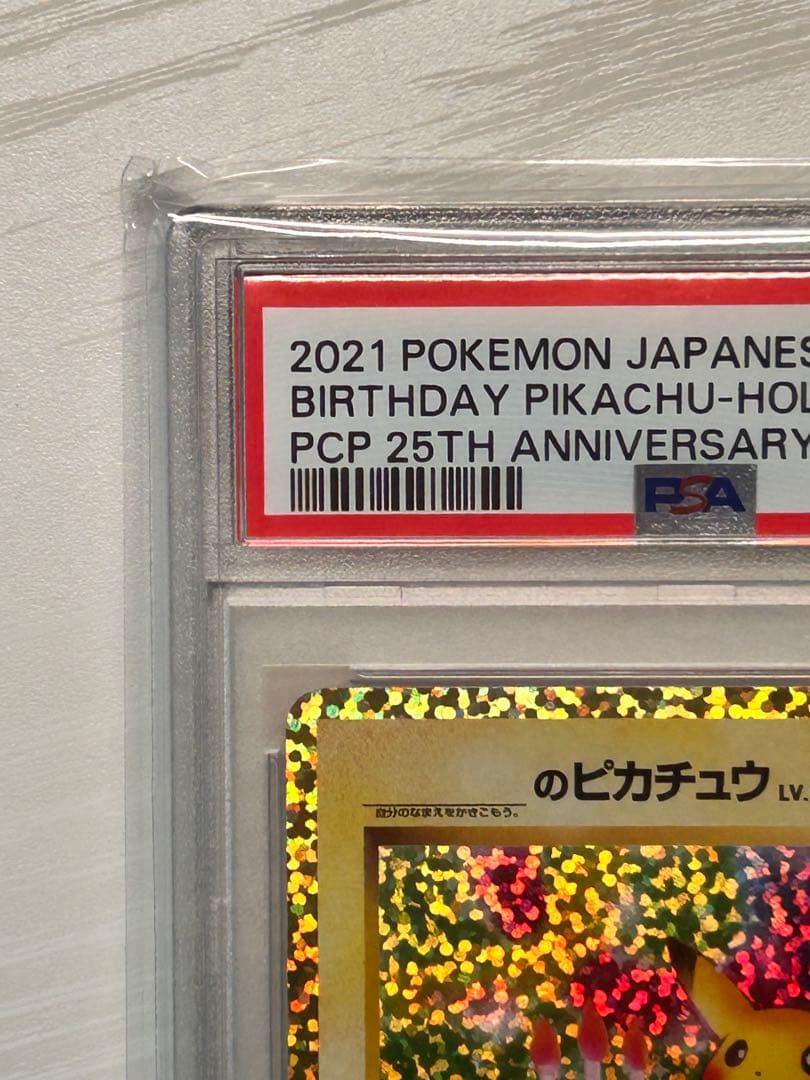 2021 POKEMON JAPANES
BIRTHDAY PIKACHU-HOL
PCP 25TH ANNIVERSARY
PSA
のピカチュウ LV.
自分のなまえをかきこもう。